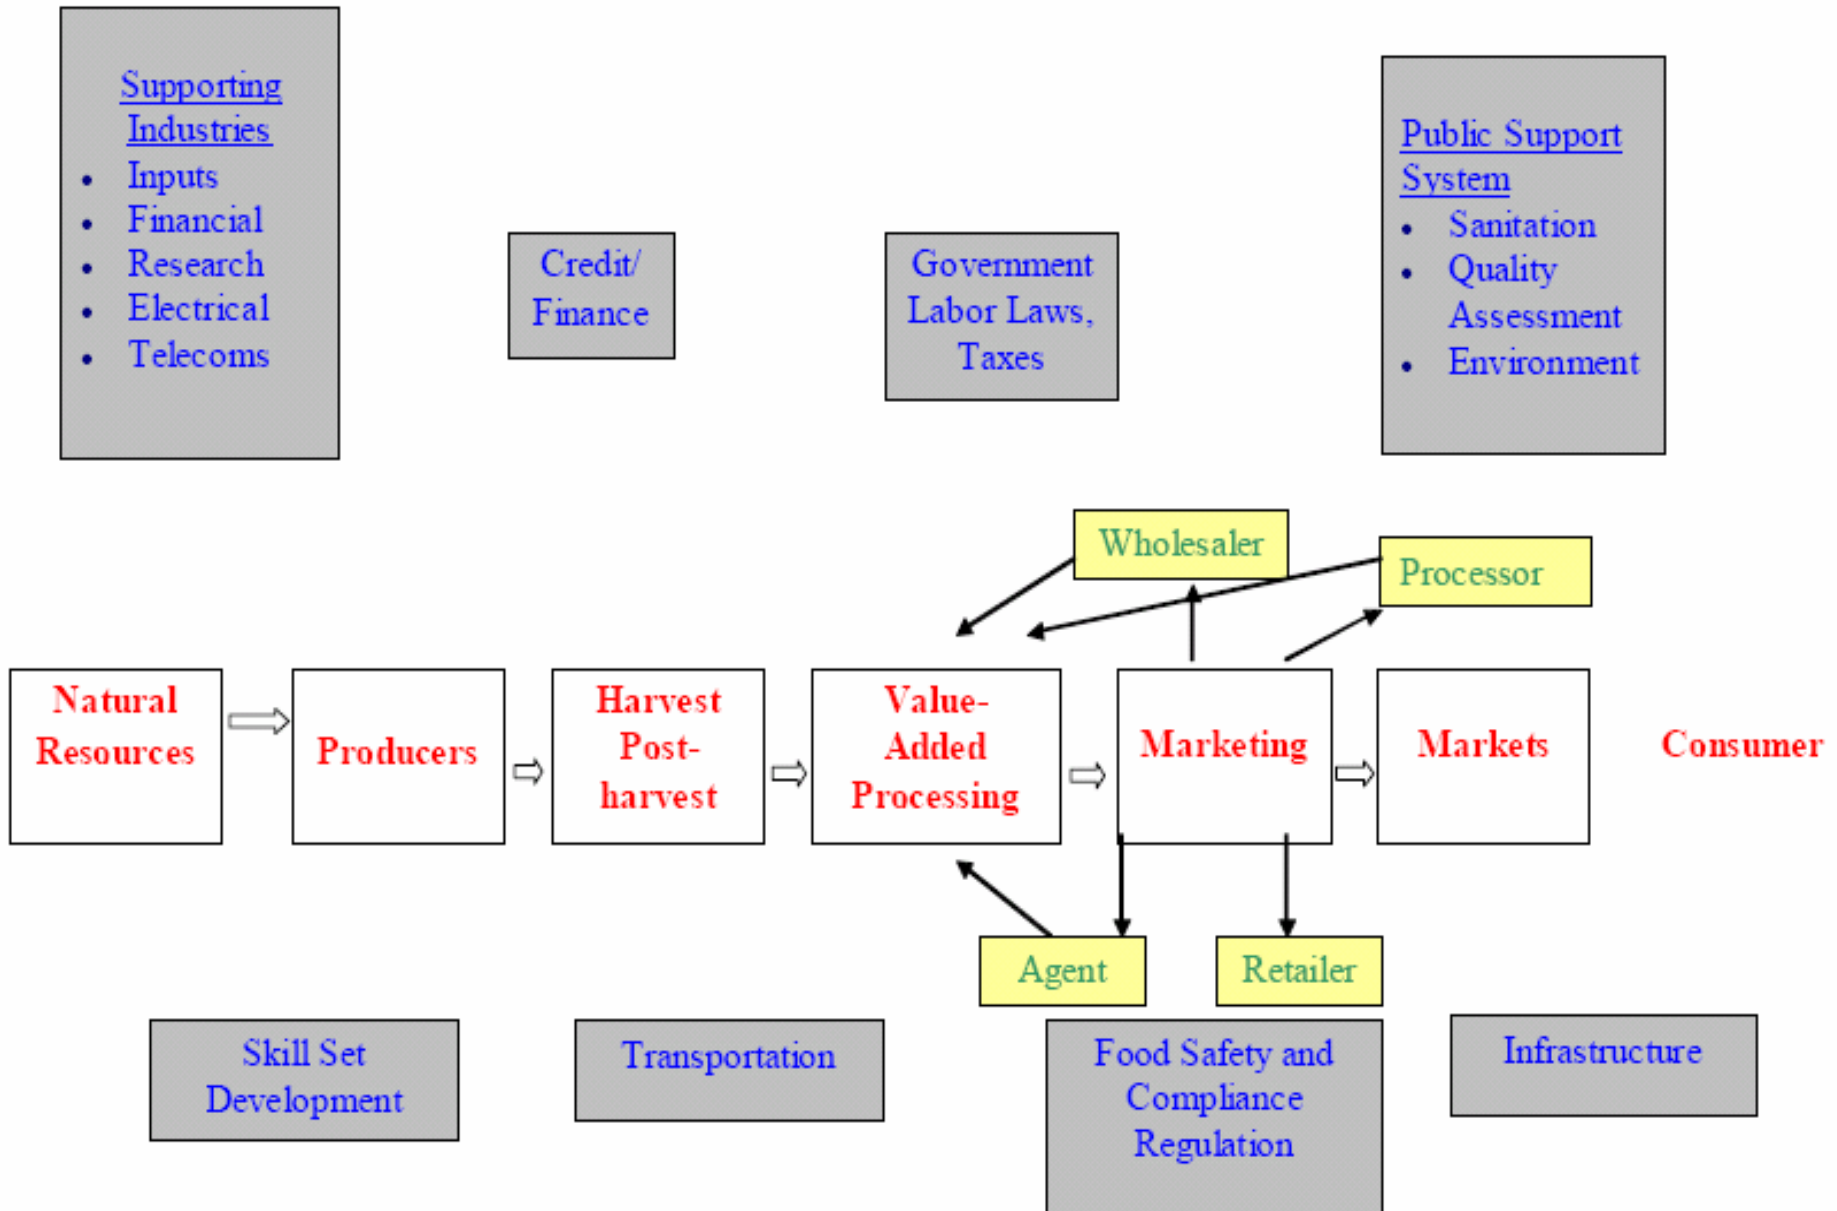 Supporting
Industries
• Inputs
• Financial
• Research
• Electrical
• Telecoms
Credit/
Finance
Government
Labor Laws,
Taxes
Public Support
System
• Sanitation
• Quality
Assessment
• Environment
Wholesaler
Processor
Natural
Resources
Producers
Harvest
Post-
harvest
Value-
Added
Processing
Marketing
Markets
Consumer
Agent
Retailer
Skill Set
Development
Transportation
Food Safety and
Compliance
Regulation
Infrastructure